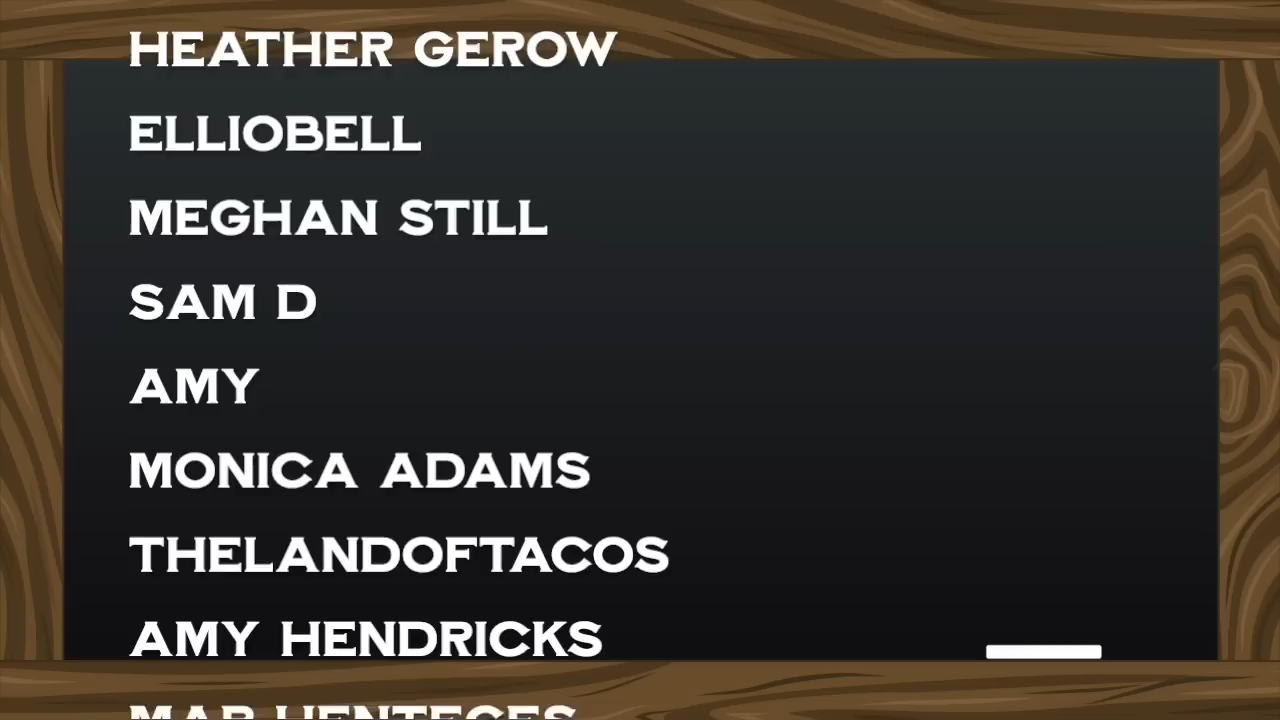 HEATHER GEROW
ELLIOBELL
MEGHAN STILL
SAM D
AMY
MONICA ADAMS
THELANDOFTACOS
AMY HENDRICKS